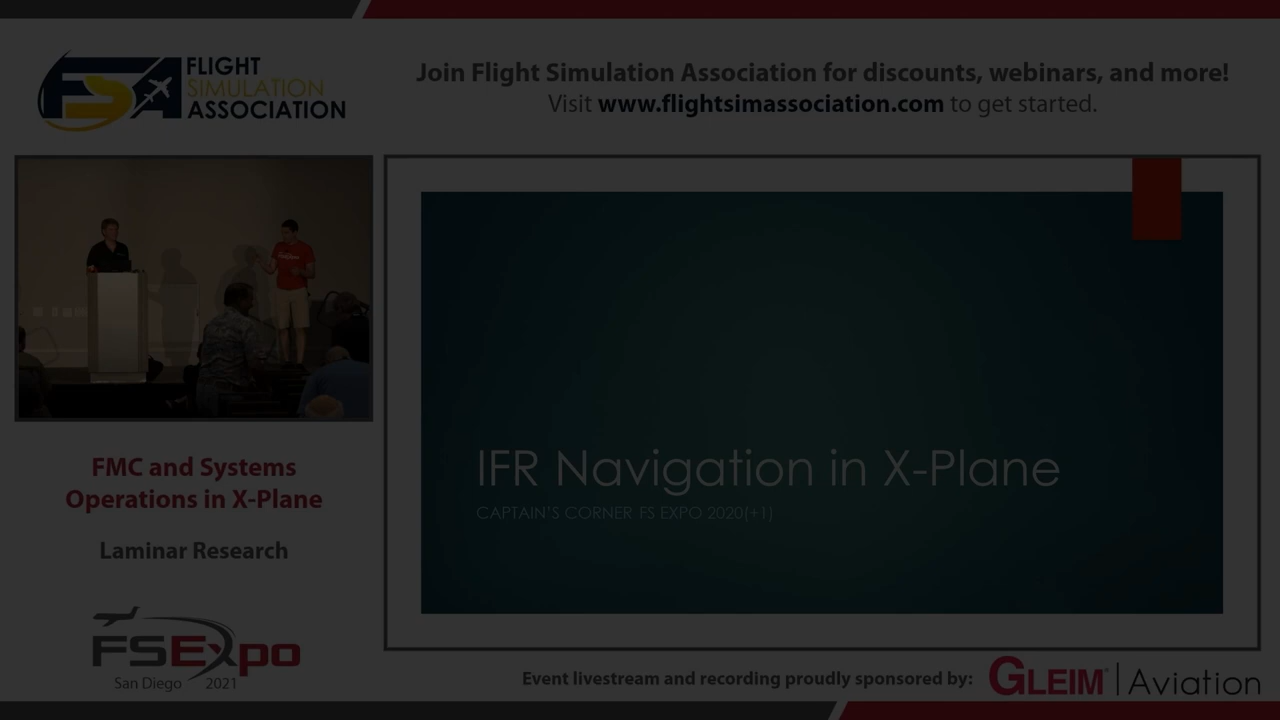 FLIGHT
SIMULATION
ASSOCIATION
Join Flight Simulation Association for discounts, webinars, and more!
Visit www.flightsimassociation.com to get started.
IFR Navigation in X-Plane
CAPTAIN'S CORNER FS EXPO 2020(+1)
FMC and Systems
Operations in X-Plane
Laminar Research
FSExpo
San Diego 2021
Event livestream and recording proudly sponsored by:
GLEIM® | Aviation